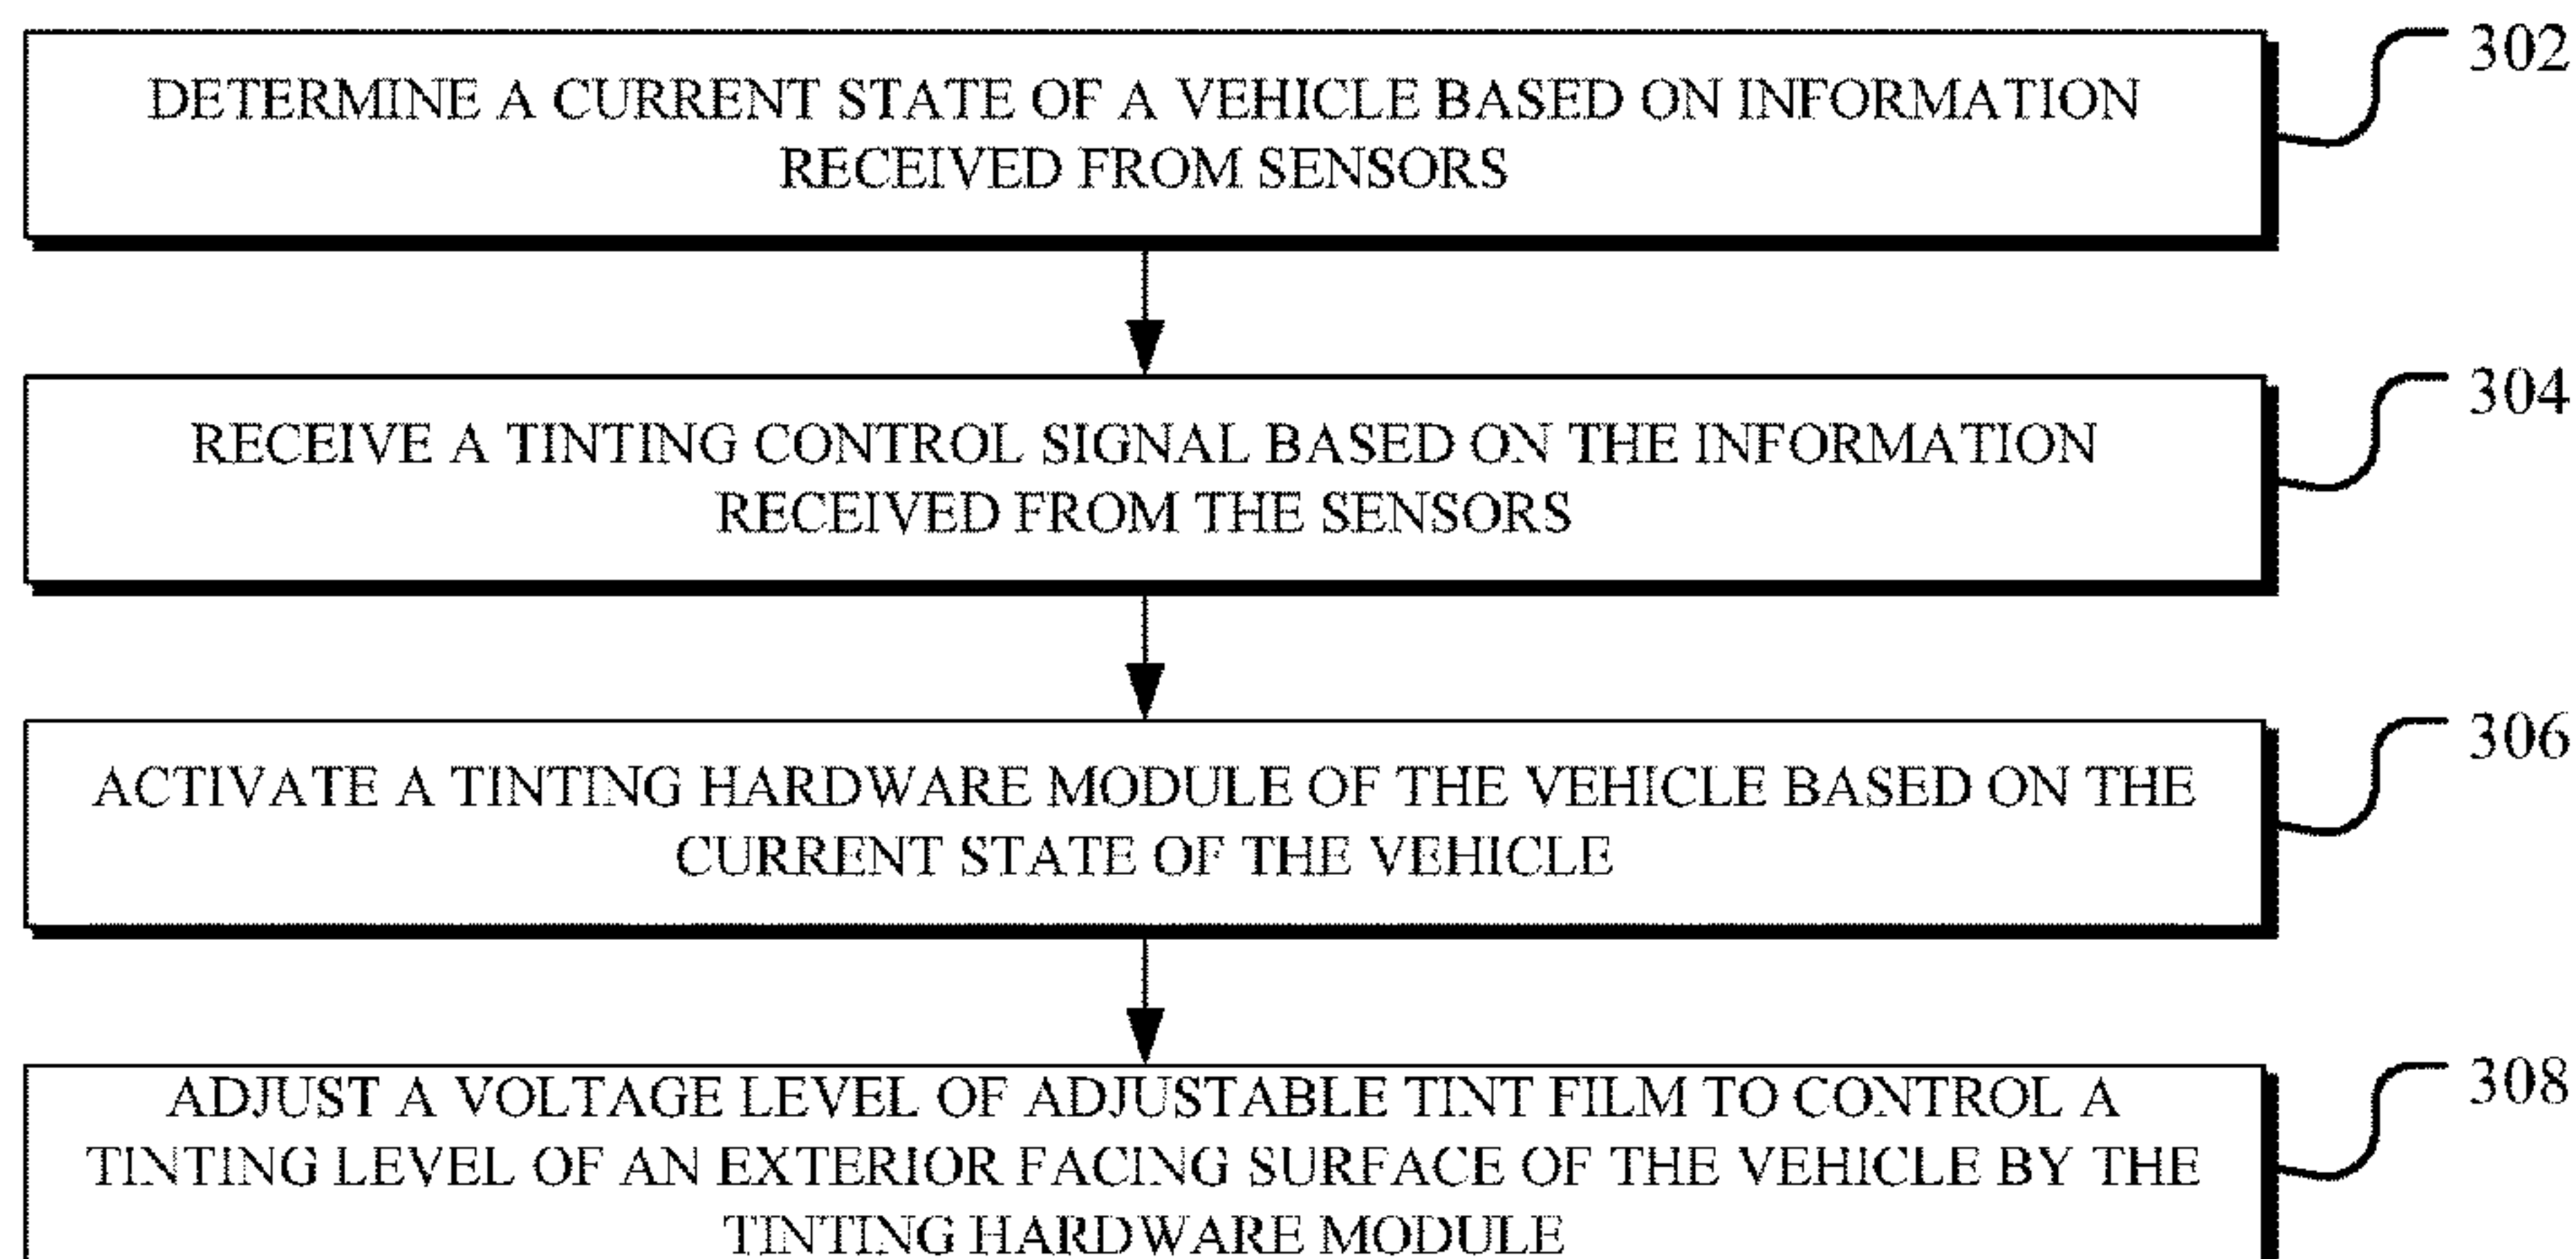 302
DETERMINE A CURRENT STATE OF A VEHICLE BASED ON INFORMATION
RECEIVED FROM SENSORS
304
RECEIVE A TINTING CONTROL SIGNAL BASED ON THE INFORMATION
RECEIVED FROM THE SENSORS
306
ACTIVATE A TINTING HARDWARE MODULE OF THE VEHICLE BASED ON THE
CURRENT STATE OF THE VEHICLE
308
ADJUST A VOLTAGE LEVEL OF ADJUSTABLE TINT FILM TO CONTROL A
TINTING LEVEL OF AN EXTERIOR FACING SURFACE OF THE VEHICLE BY THE
TINTING HARDWARE MODULE